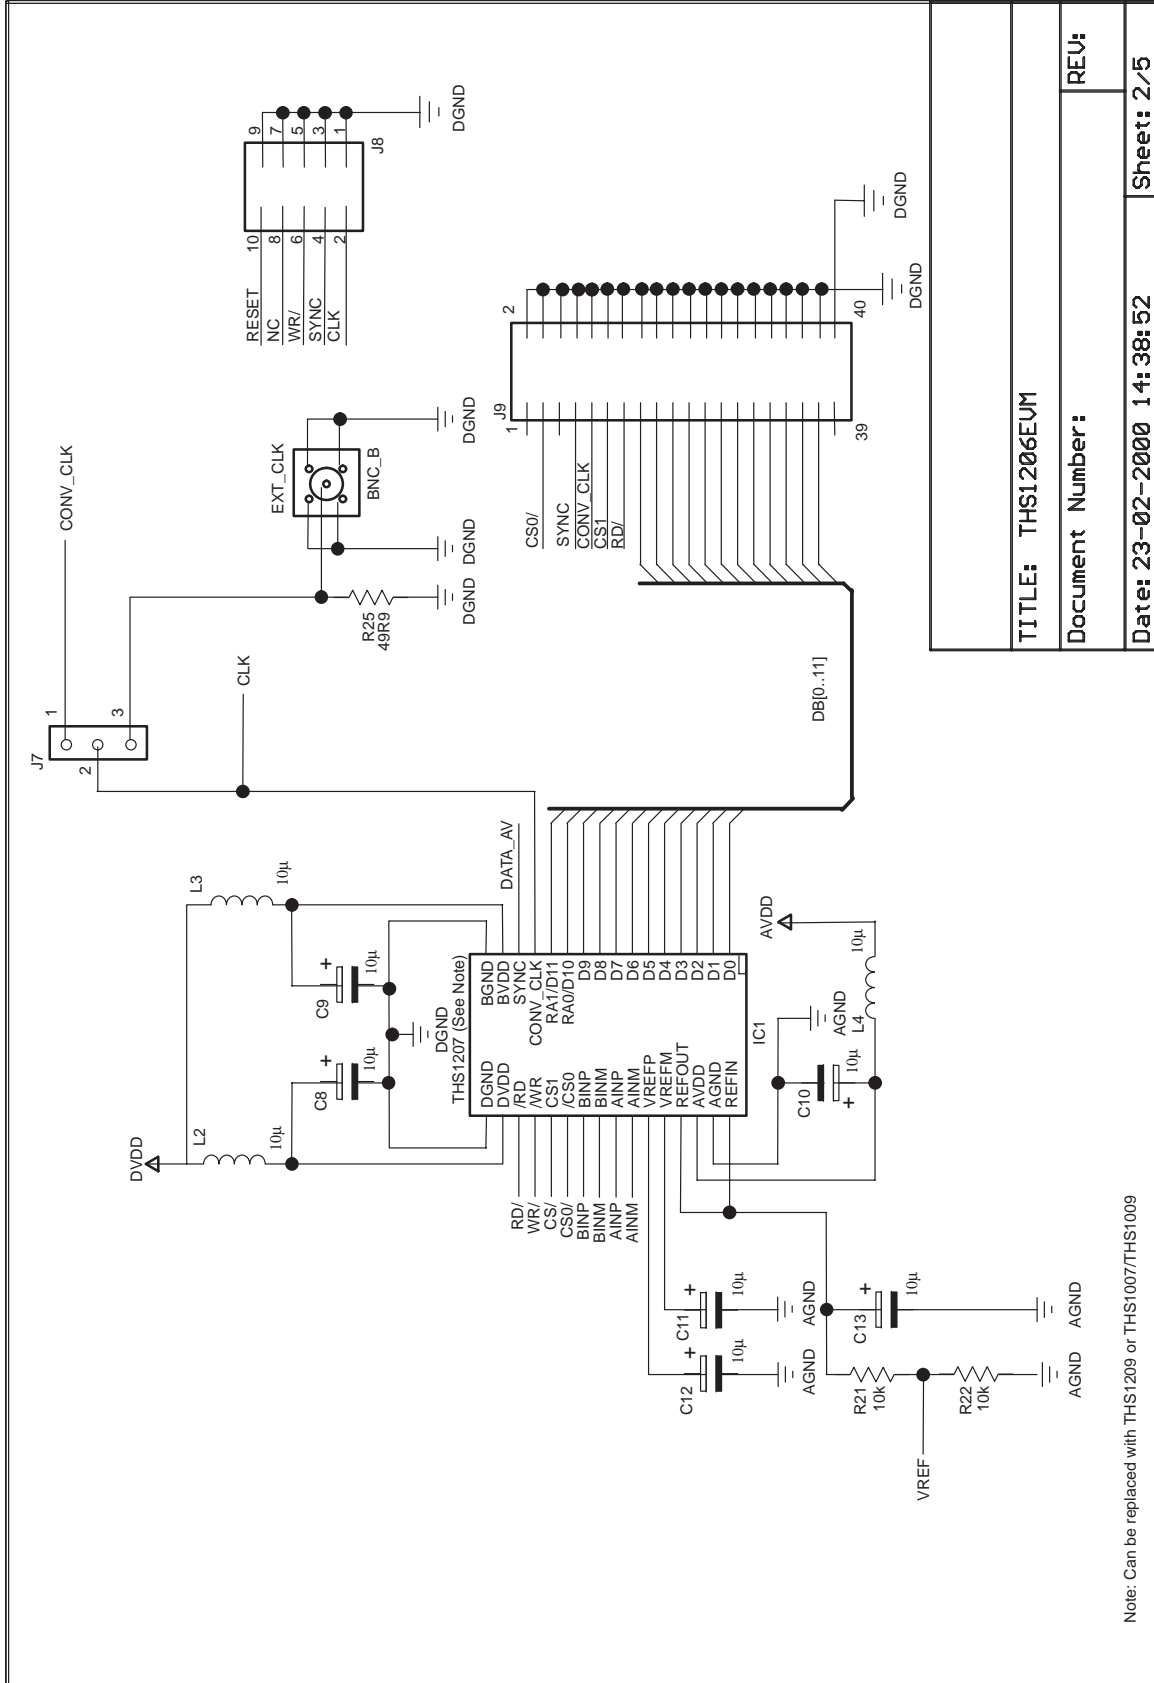 J7
1
2
3
CONV_CLK
CLK
EXT_CLK
BNC_B
R25
49R9
DGND
DGND
DGND
RESET
NC
WR/
SYNC
CLK
10
8
6
4
2
9
7
5
3
1
J8
DGND
DVDD
L2
10µ
L3
10µ
C8
+
10µ
C9
+
10µ
DGND
THS1207 (See Note)
DGND
DVDD
/RD
/WR
CS1
/CS0
BINP
BINM
AINP
AINM
VREFP
VREFM
REFOUT
AVDD
AGND
REFIN
BGND
BVDD
SYNC
CONV_CLK
RA1/D11
RA0/D10
D9
D8
D7
D6
D5
D4
D3
D2
D1
D0
IC1
RD/
WR/
CS/
CS0/
BINP
BINM
AINP
AINM
DATA_AV
DB[0..11]
J9
1
2
39
40
CS0/
SYNC
CONV_CLK
CS1
RD/
DGND
DGND
AVDD
10µ
L4
AGND
C10
10µ
+
C11
+
10µ
AGND
C12
+
10µ
AGND
C13
+
10µ
AGND
R21
10k
R22
10k
AGND
VREF
Note: Can be replaced with THS1209 or THS1007/THS1009
TITLE: THS1206EVM
Document Number:
REV:
Date: 23-02-2000 14:38:52
Sheet: 2/5